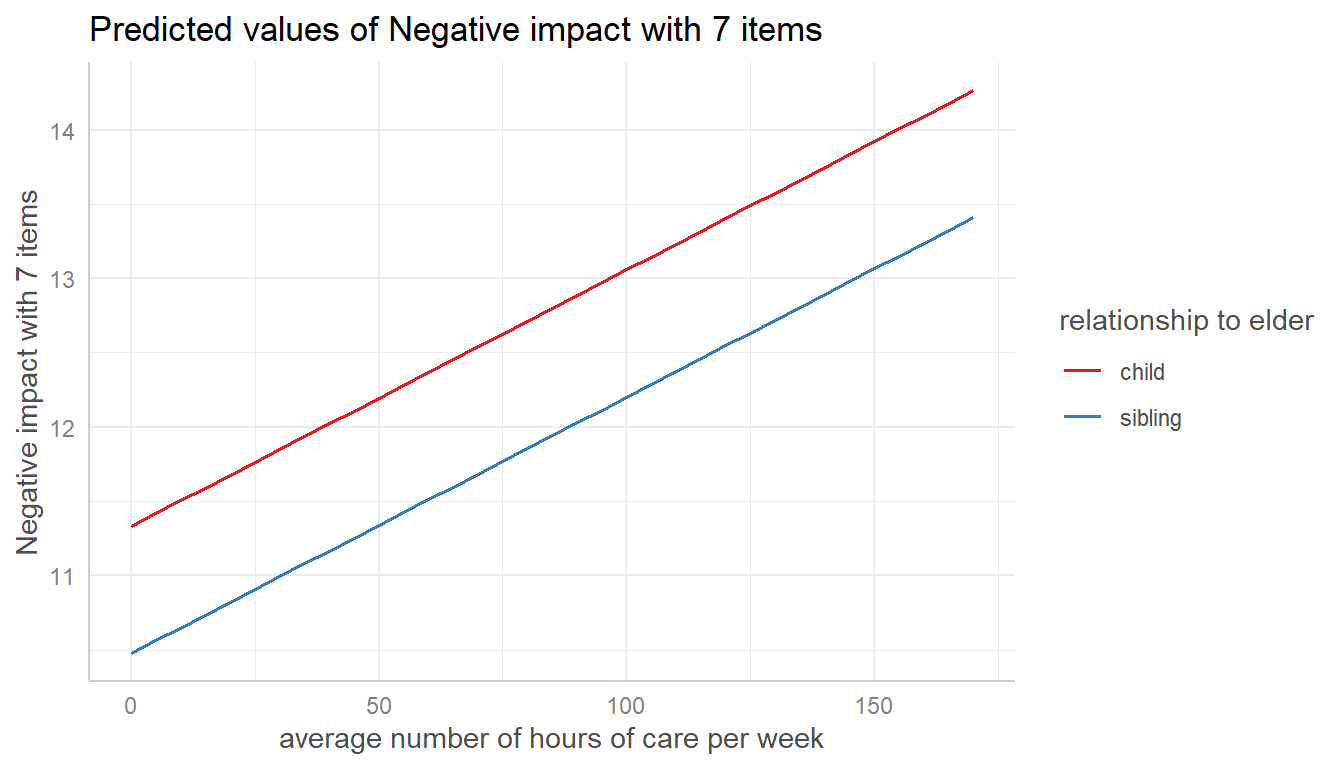 Predicted values of Negative impact with 7 items
Negative impact with 7 items
14
13
12
11
0 50 100 150
average number of hours of care per week
relationship to elder
child
sibling